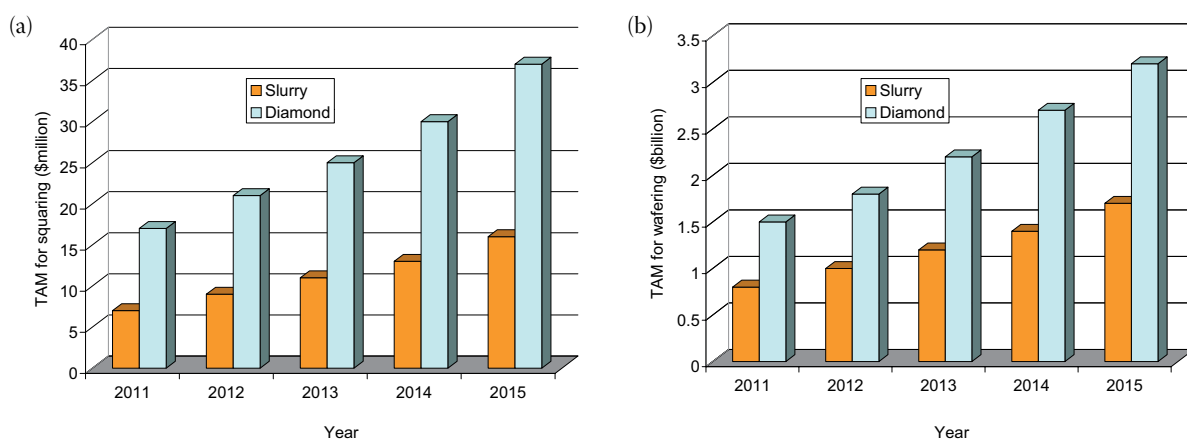 (a)
TAM for squaring ($million)
40
35
30
25
20
15
10
5
0
Slurry
Diamond
2011 2012 2013 2014 2015
Year
(b)
TAM for wafering ($billion)
3.5
3
2.5
2
1.5
1
0.5
0
Slurry
Diamond
2011 2012 2013 2014 2015
Year